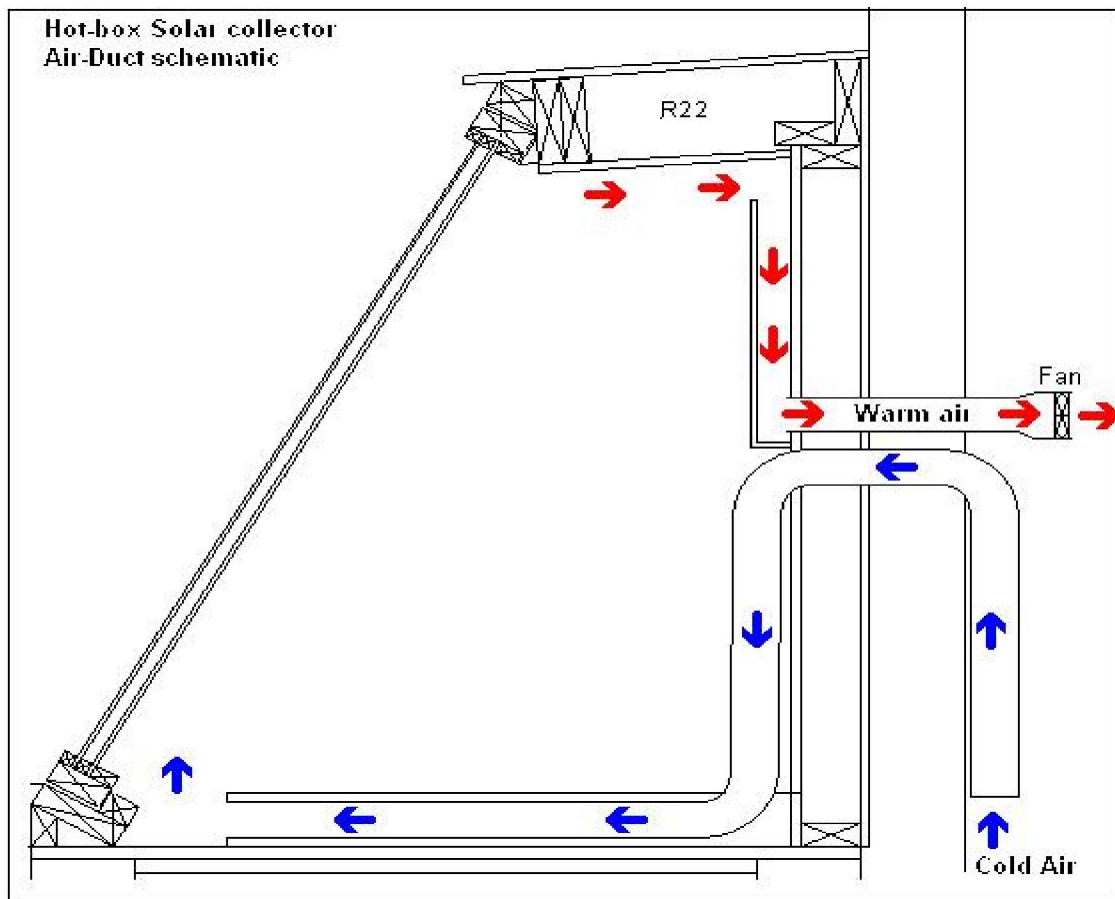 Hot-box Solar collector
Air-Duct schematic
R22
Fan
Warm air
Cold Air